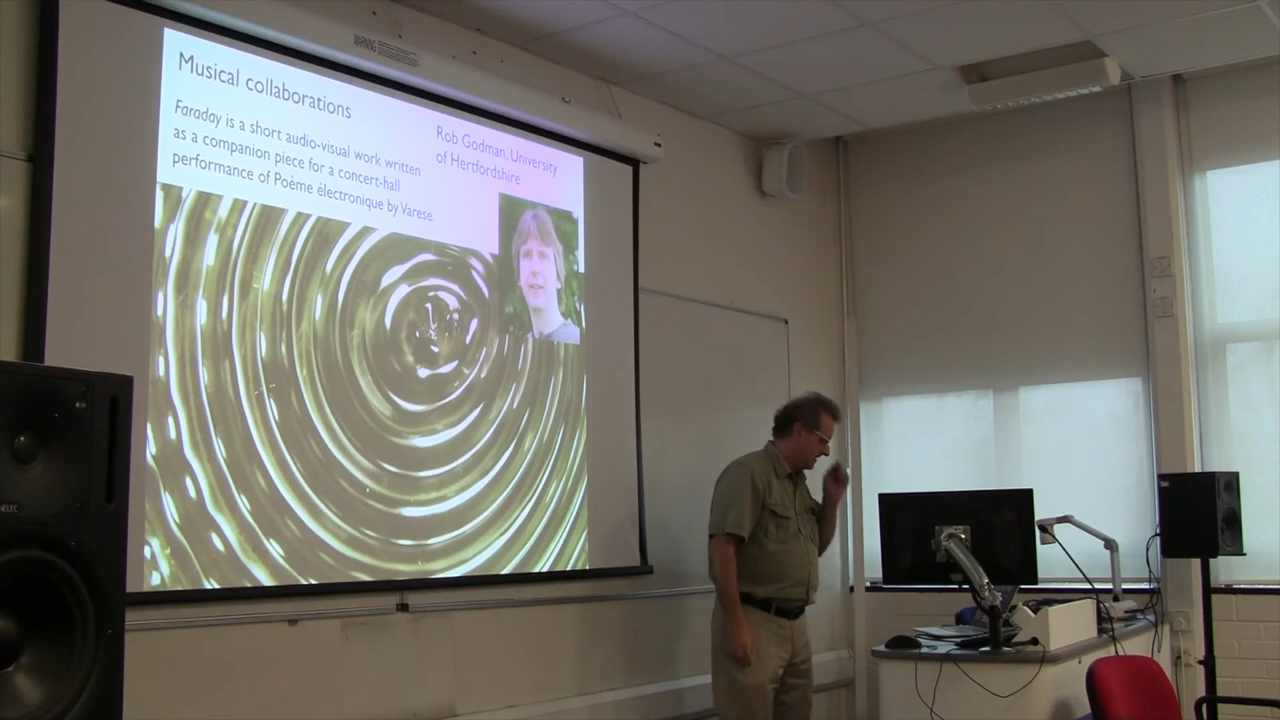 WARNING
Musical collaborations
Faraday is a short audio-visual work written
as a companion piece for a concert-hall
performance of Poème électronique by Varese.
Rob Godman, University
of Hertfordshire